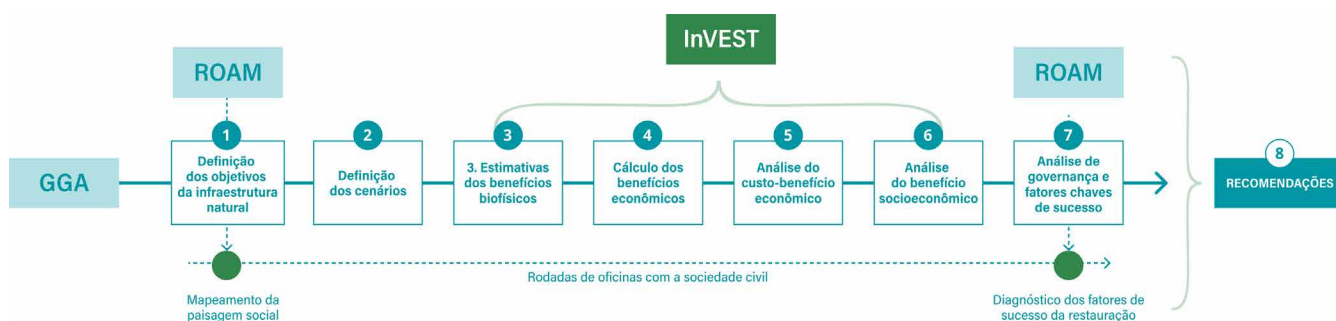 InVEST
ROAM
ROAM
GGA
1
Definição
dos objetivos
da infraestrutura
natural
2
Definição
dos cenários
3
3. Estimativas
dos benefícios
biofísicos
4
Cálculo dos
benefícios
econômicos
5
Análise do
custo-benefício
econômico
6
Análise
do benefício
socioeconômico
7
Análise de
governança e
fatores chaves
de sucesso
8
RECOMENDAÇÕES
Rodadas de oficinas com a sociedade civil
Mapeamento da
paisagem social
Diagnóstico dos fatores de
sucesso da restauração